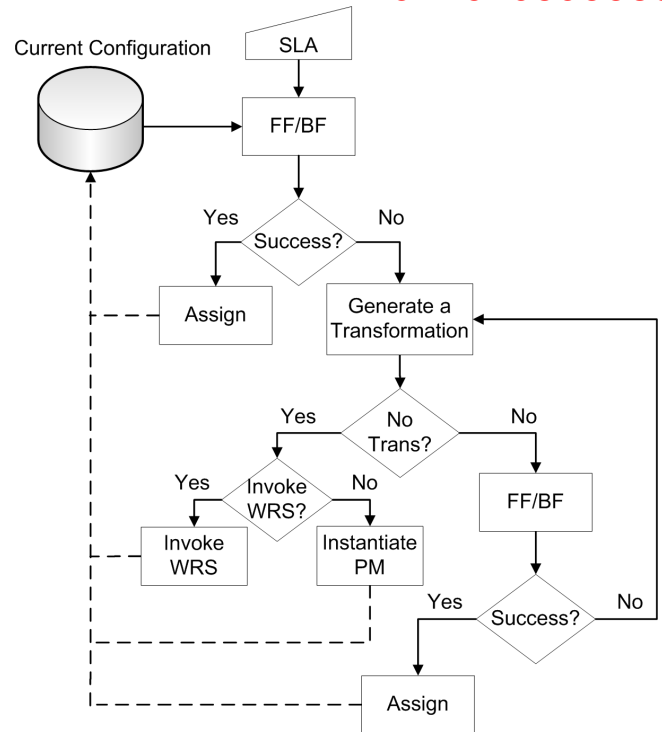 Current Configuration
SLA
FF/BF
Yes
No
Success?
Assign
Generate a
Transformation
Yes
No
No
Trans?
Yes
No
Invoke
WRS?
FF/BF
Invoke
WRS
Instantiate
PM
Yes
No
Success?
Assign